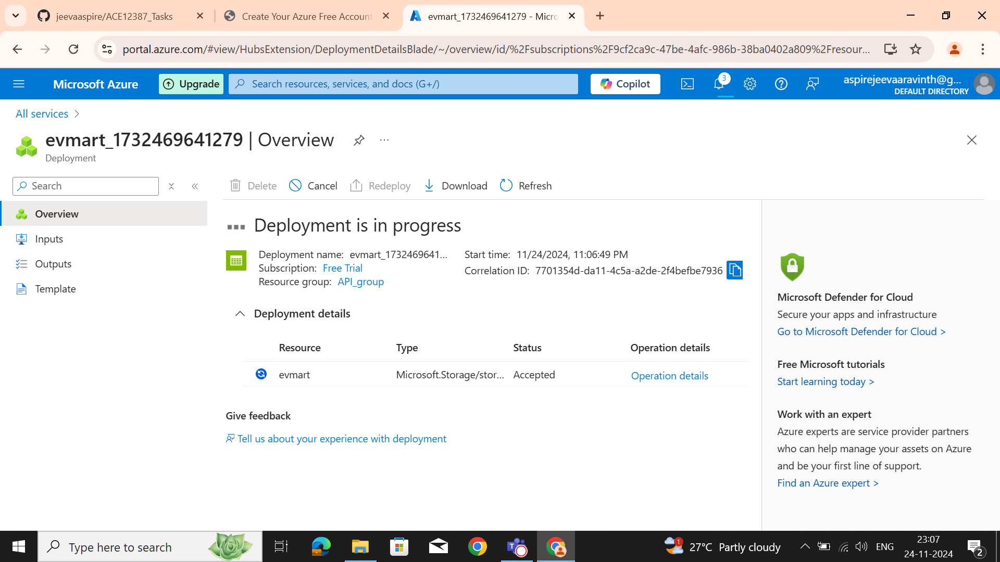 jeevaaspire/ACE12387_Tasks
Create Your Azure Free Account
evmart_1732469641279 - Micro
portal.azure.com/#view/HubsExtension/DeploymentDetailsBlade/~/overview/id/%2Fsubscriptions%2F9cf2ca9c-47be-4afc-986b-38ba0402a809%2Fresour...
Microsoft Azure
Upgrade
Search resources, services, and docs (G+/)
Copilot
3
aspirejeevaaravinth@g...
DEFAULT DIRECTORY
All services
evmart_1732469641279 | Overview
Deployment
Search
Delete
Cancel
Redeploy
Download
Refresh
Overview
Inputs
Outputs
Template
Deployment is in progress
Deployment name: evmart_1732469641...
Subscription: Free Trial
Resource group: API_group
Start time: 11/24/2024, 11:06:49 PM
Correlation ID: 7701354d-da11-4c5a-a2de-2f4befbe7936
Deployment details
Resource Type Status Operation details
evmart Microsoft.Storage/stor... Accepted Operation details
Give feedback
Tell us about your experience with deployment
Microsoft Defender for Cloud
Secure your apps and infrastructure
Go to Microsoft Defender for Cloud >
Free Microsoft tutorials
Start learning today >
Work with an expert
Azure experts are service provider partners
who can help manage your assets on Azure
and be your first line of support.
Find an Azure expert >
Type here to search
1
27°C Partly cloudy
ENG
23:07
24-11-2024
2